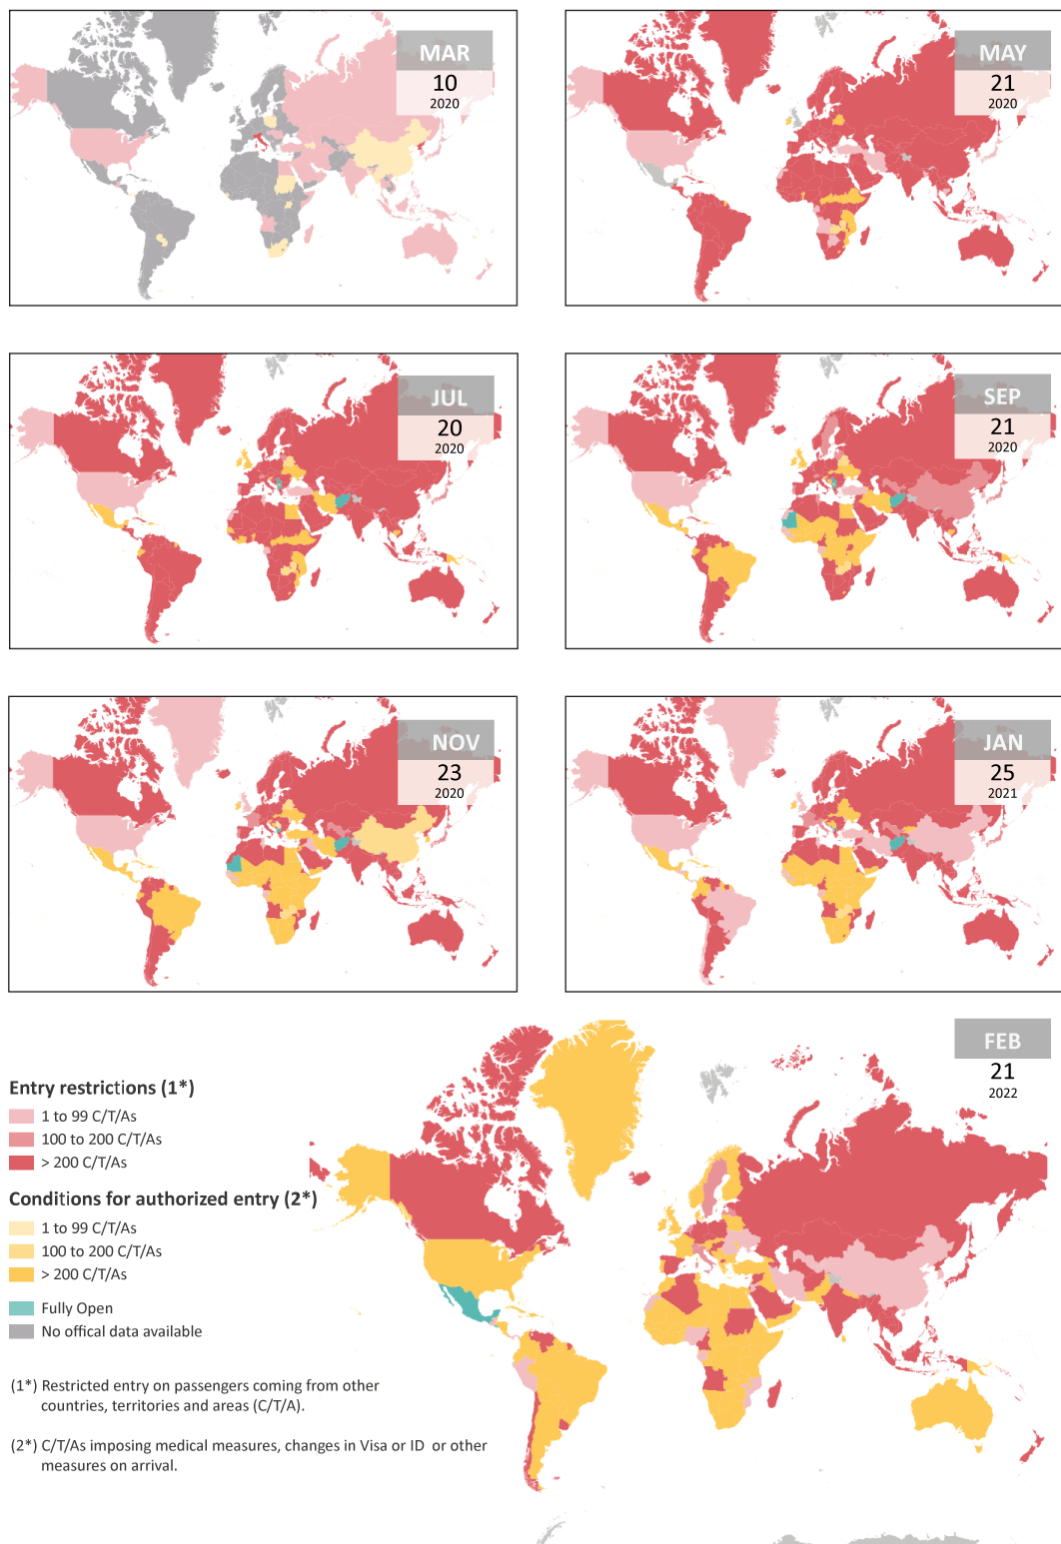 MAR
10
2020
MAY
21
2020
JUL
20
2020
SEP
21
2020
NOV
23
2020
JAN
25
2021
FEB
21
2022
Entry restrictions (1*)
1 to 99 C/T/As
100 to 200 C/T/As
> 200 C/T/As
Conditions for authorized entry (2*)
1 to 99 C/T/As
100 to 200 C/T/As
> 200 C/T/As
Fully Open
No offical data available
(1*) Restricted entry on passengers coming from other
countries, territories and areas (C/T/A).
(2*) C/T/As imposing medical measures, changes in Visa or ID or other
measures on arrival.